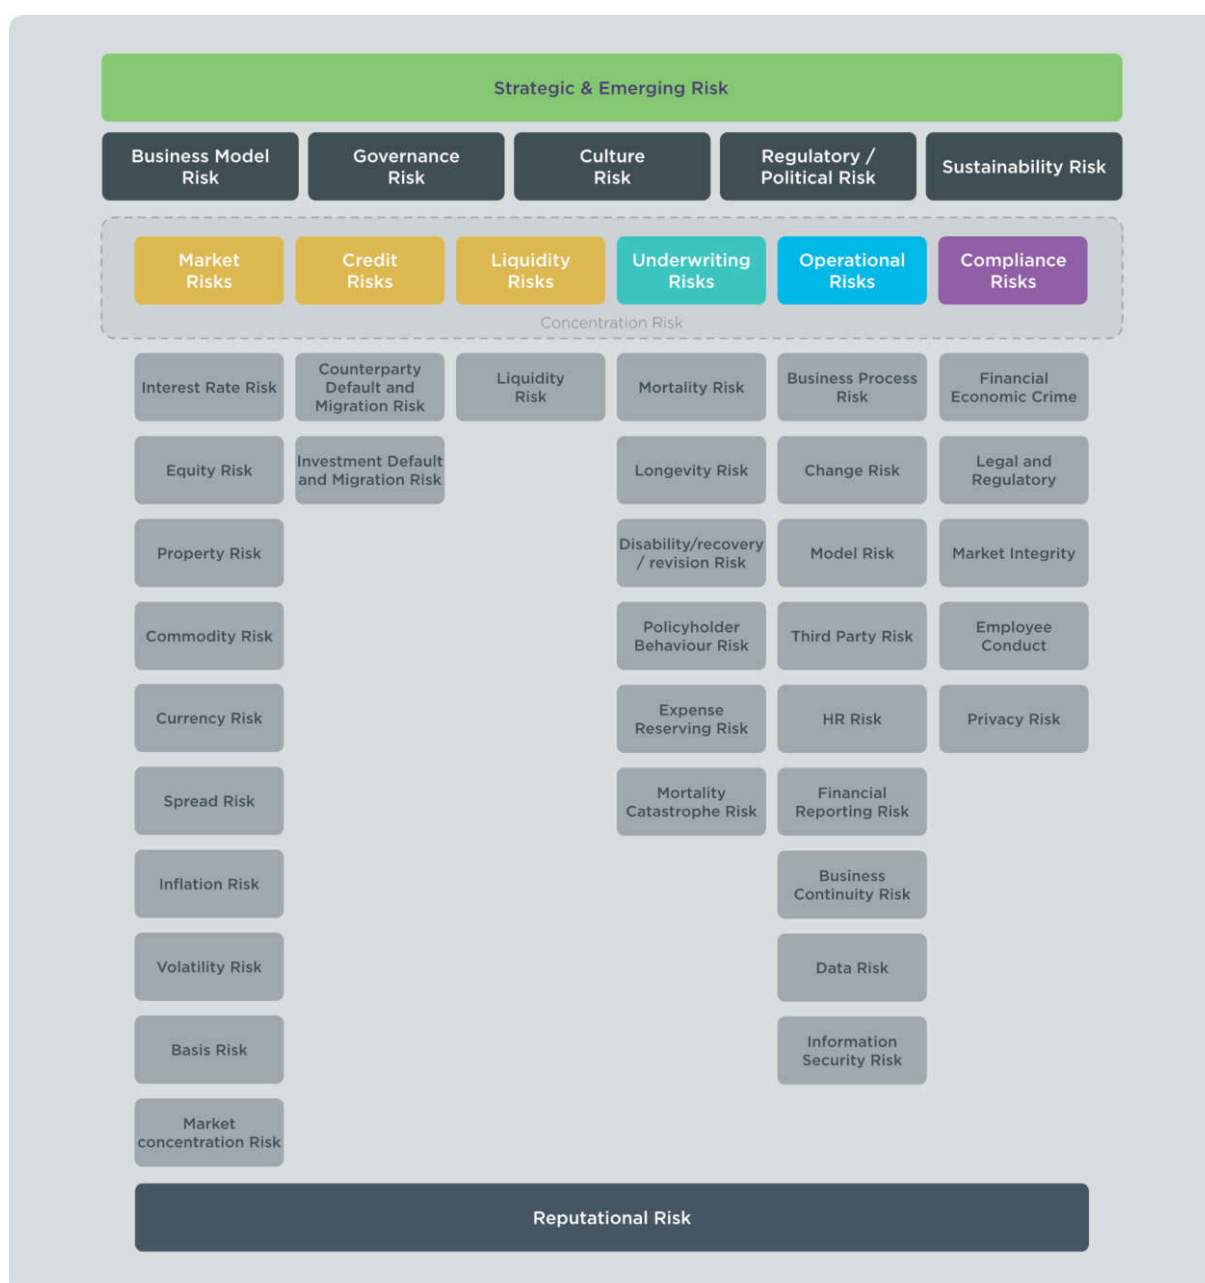 Strategic & Emerging Risk
Business Model
Risk
Governance
Risk
Culture
Risk
Regulatory /
Political Risk
Sustainability Risk
Market
Risks
Credit
Risks
Liquidity
Risks
Underwriting
Risks
Operational
Risks
Compliance
Risks
Concentration Risk
Interest Rate Risk
Counterparty
Default and
Migration Risk
Liquidity
Risk
Mortality Risk
Business Process
Risk
Financial
Economic Crime
Equity Risk
Investment Default
and Migration Risk
Longevity Risk
Change Risk
Legal and
Regulatory
Property Risk
Disability/recovery
/ revision Risk
Model Risk
Market Integrity
Commodity Risk
Policyholder
Behaviour Risk
Third Party Risk
Employee
Conduct
Currency Risk
Expense
Reserving Risk
HR Risk
Privacy Risk
Spread Risk
Mortality
Catastrophe Risk
Financial
Reporting Risk
Inflation Risk
Business
Continuity Risk
Volatility Risk
Data Risk
Basis Risk
Information
Security Risk
Market
concentration Risk
Reputational Risk